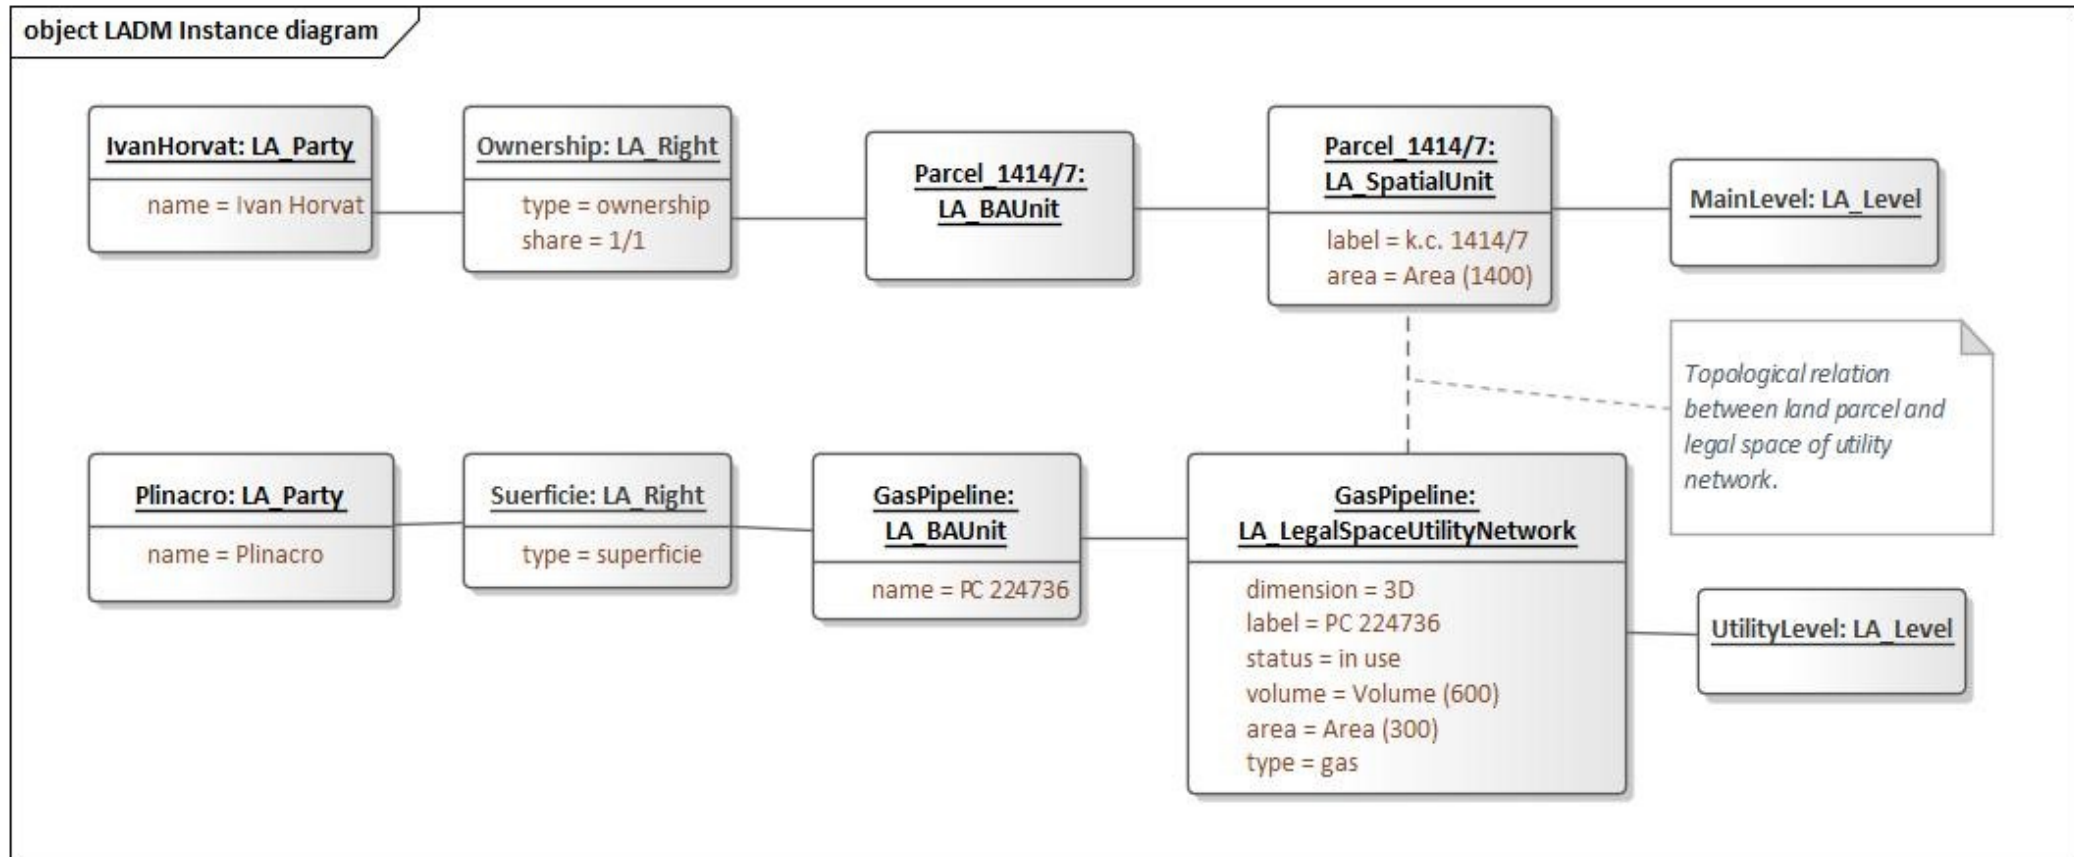 object LADM Instance diagram
IvanHorvat: LA_Party
name = Ivan Horvat
Ownership: LA_Right
type = ownership
share = 1/1
Parcel_1414/7:
LA_BAUnit
Parcel_1414/7:
LA_SpatialUnit
label = k.c. 1414/7
area = Area (1400)
MainLevel: LA_Level
Topological relation
between land parcel and
legal space of utility
network.
Plinacro: LA_Party
name = Plinacro
Suerficie: LA_Right
type = superficie
GasPipeline:
LA_BAUnit
name = PC 224736
GasPipeline:
LA_LegalSpaceUtilityNetwork
dimension = 3D
label = PC 224736
status = in use
volume = Volume (600)
area = Area (300)
type = gas
UtilityLevel: LA_Level